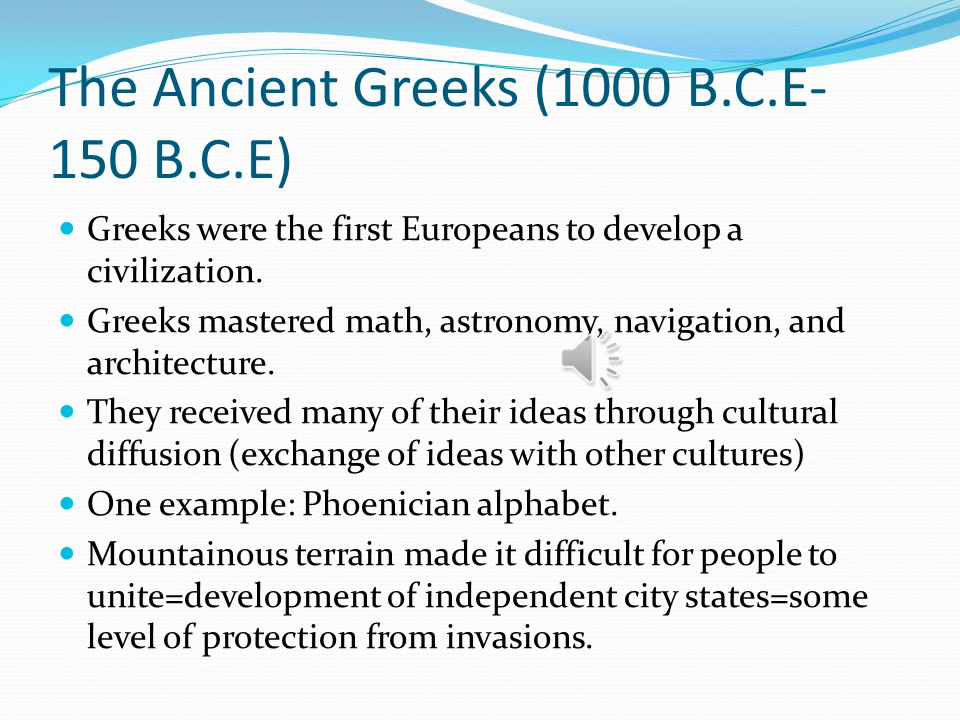 The Ancient Greeks (1000 B.C.E-
150 B.C.E)
Greeks were the first Europeans to develop a
civilization.
Greeks mastered math, astronomy, navigation, and
architecture.
They received many of their ideas through cultural
diffusion (exchange of ideas with other cultures)
One example: Phoenician alphabet.
Mountainous terrain made it difficult for people to
unite=development of independent city states=some
level of protection from invasions.